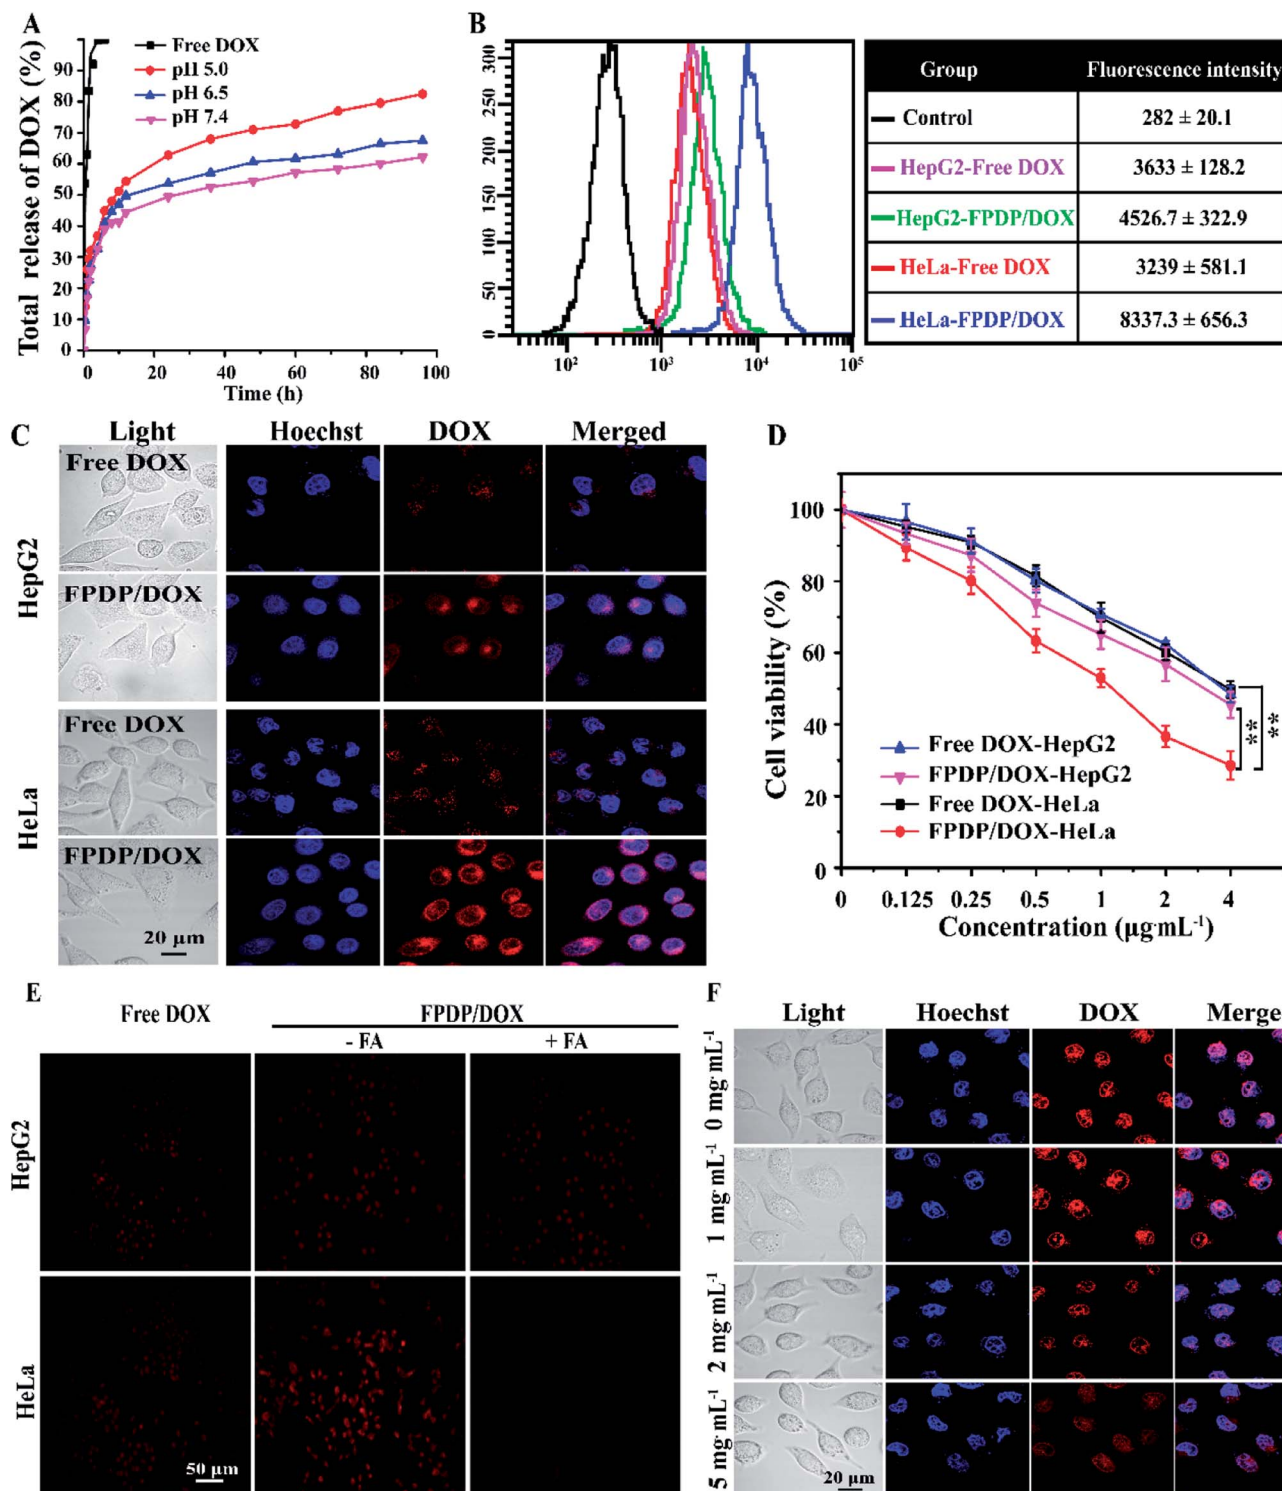 A
Total release of DOX (%)
90
80
70
60
50
40
30
20
10
0
Free DOX
pH 5.0
pH 6.5
pH 7.4
0 20 40 60 80 100
Time (h)
B
300
250
200
150
100
50
0
10² 10³ 10⁴ 10⁵
Group Fluorescence intensity
Control 282 ± 20.1
HepG2-Free DOX 3633 ± 128.2
HepG2-FPDP/DOX 4526.7 ± 322.9
HeLa-Free DOX 3239 ± 581.1
HeLa-FPDP/DOX 8337.3 ± 656.3
C
Light Hoechst DOX Merged
HepG2
Free DOX
FPDP/DOX
HeLa
Free DOX
FPDP/DOX
20 μm
D
Cell viability (%)
100
80
60
40
20
0
Free DOX-HepG2
FPDP/DOX-HepG2
Free DOX-HeLa
FPDP/DOX-HeLa
**
**
0 0.125 0.25 0.5 1 2 4
Concentration (μg·mL⁻¹)
E
Free DOX FPDP/DOX
- FA + FA
HepG2
HeLa
50 μm
F
Light Hoechst DOX Merge
0 mg·mL⁻¹
1 mg·mL⁻¹
2 mg·mL⁻¹
5 mg·mL⁻¹
20 μm